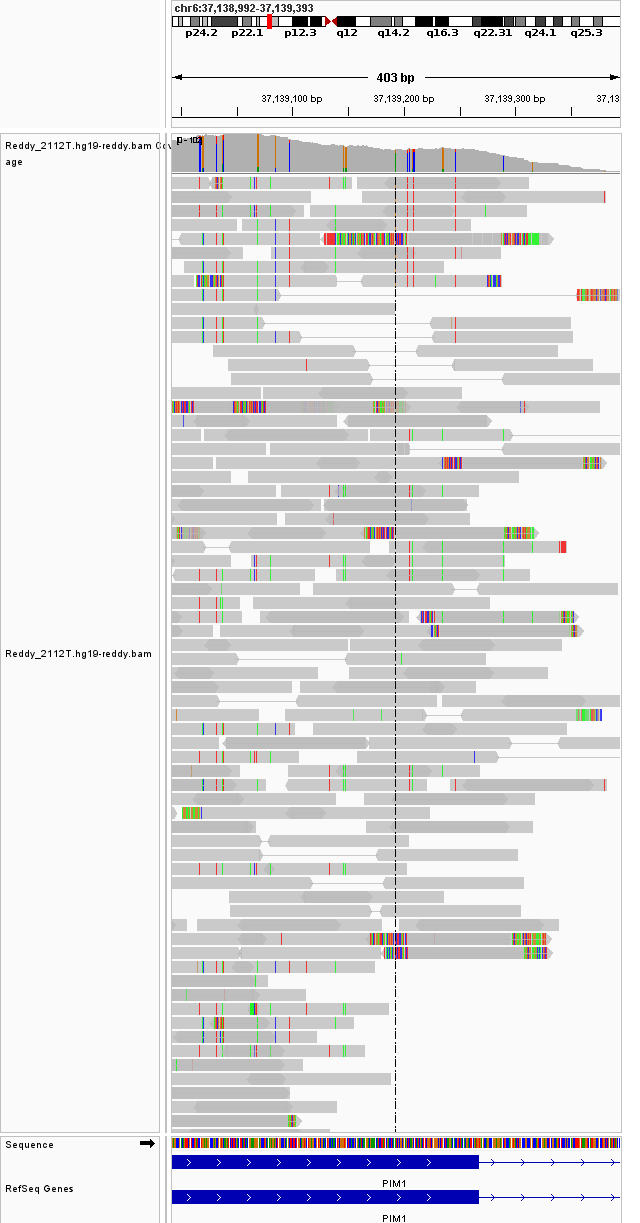 chr6:37,138,992-37,139,393
p24.2 p22.1 p12.3 q12 q14.2 q16.3 q22.31 q24.1 q25.3
403 bp
37,139,100 bp 37,139,200 bp 37,139,300 bp 37,13
Reddy_2112T.hg19-reddy.bam Cov
age
Reddy_2112T.hg19-reddy.bam
Sequence
PIM1
RefSeq Genes
PIM1